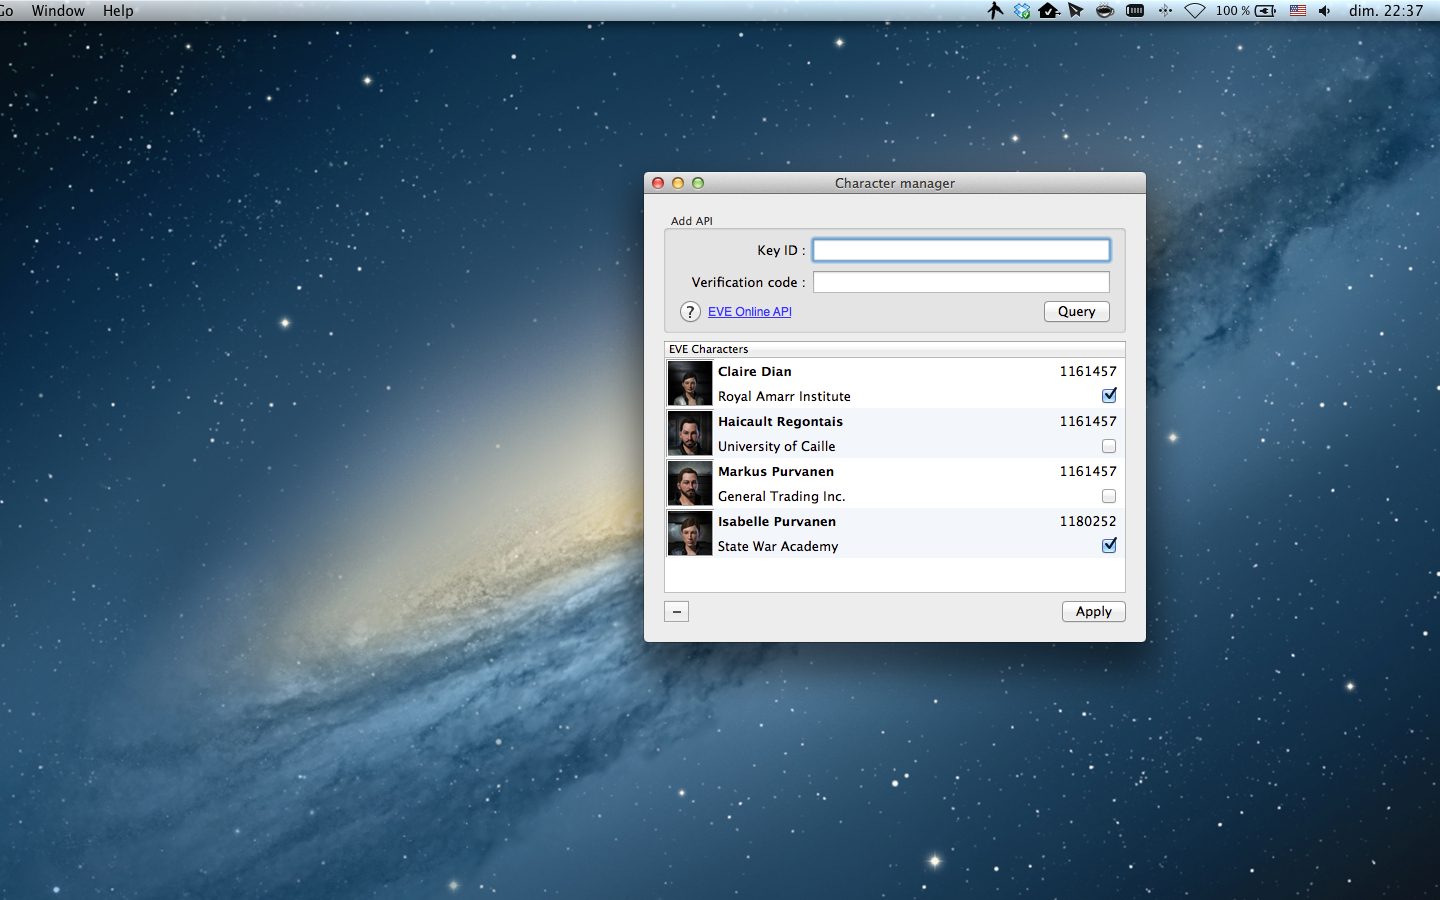 Go Window Help 100 % dim. 22:37
Character manager
Add API
Key ID :
Verification code :
? EVE Online API Query
EVE Characters
Claire Dian 1161457
Royal Amarr Institute
Haicault Regontais 1161457
University of Caille
Markus Purvanen 1161457
General Trading Inc.
Isabelle Purvanen 1180252
State War Academy
Apply